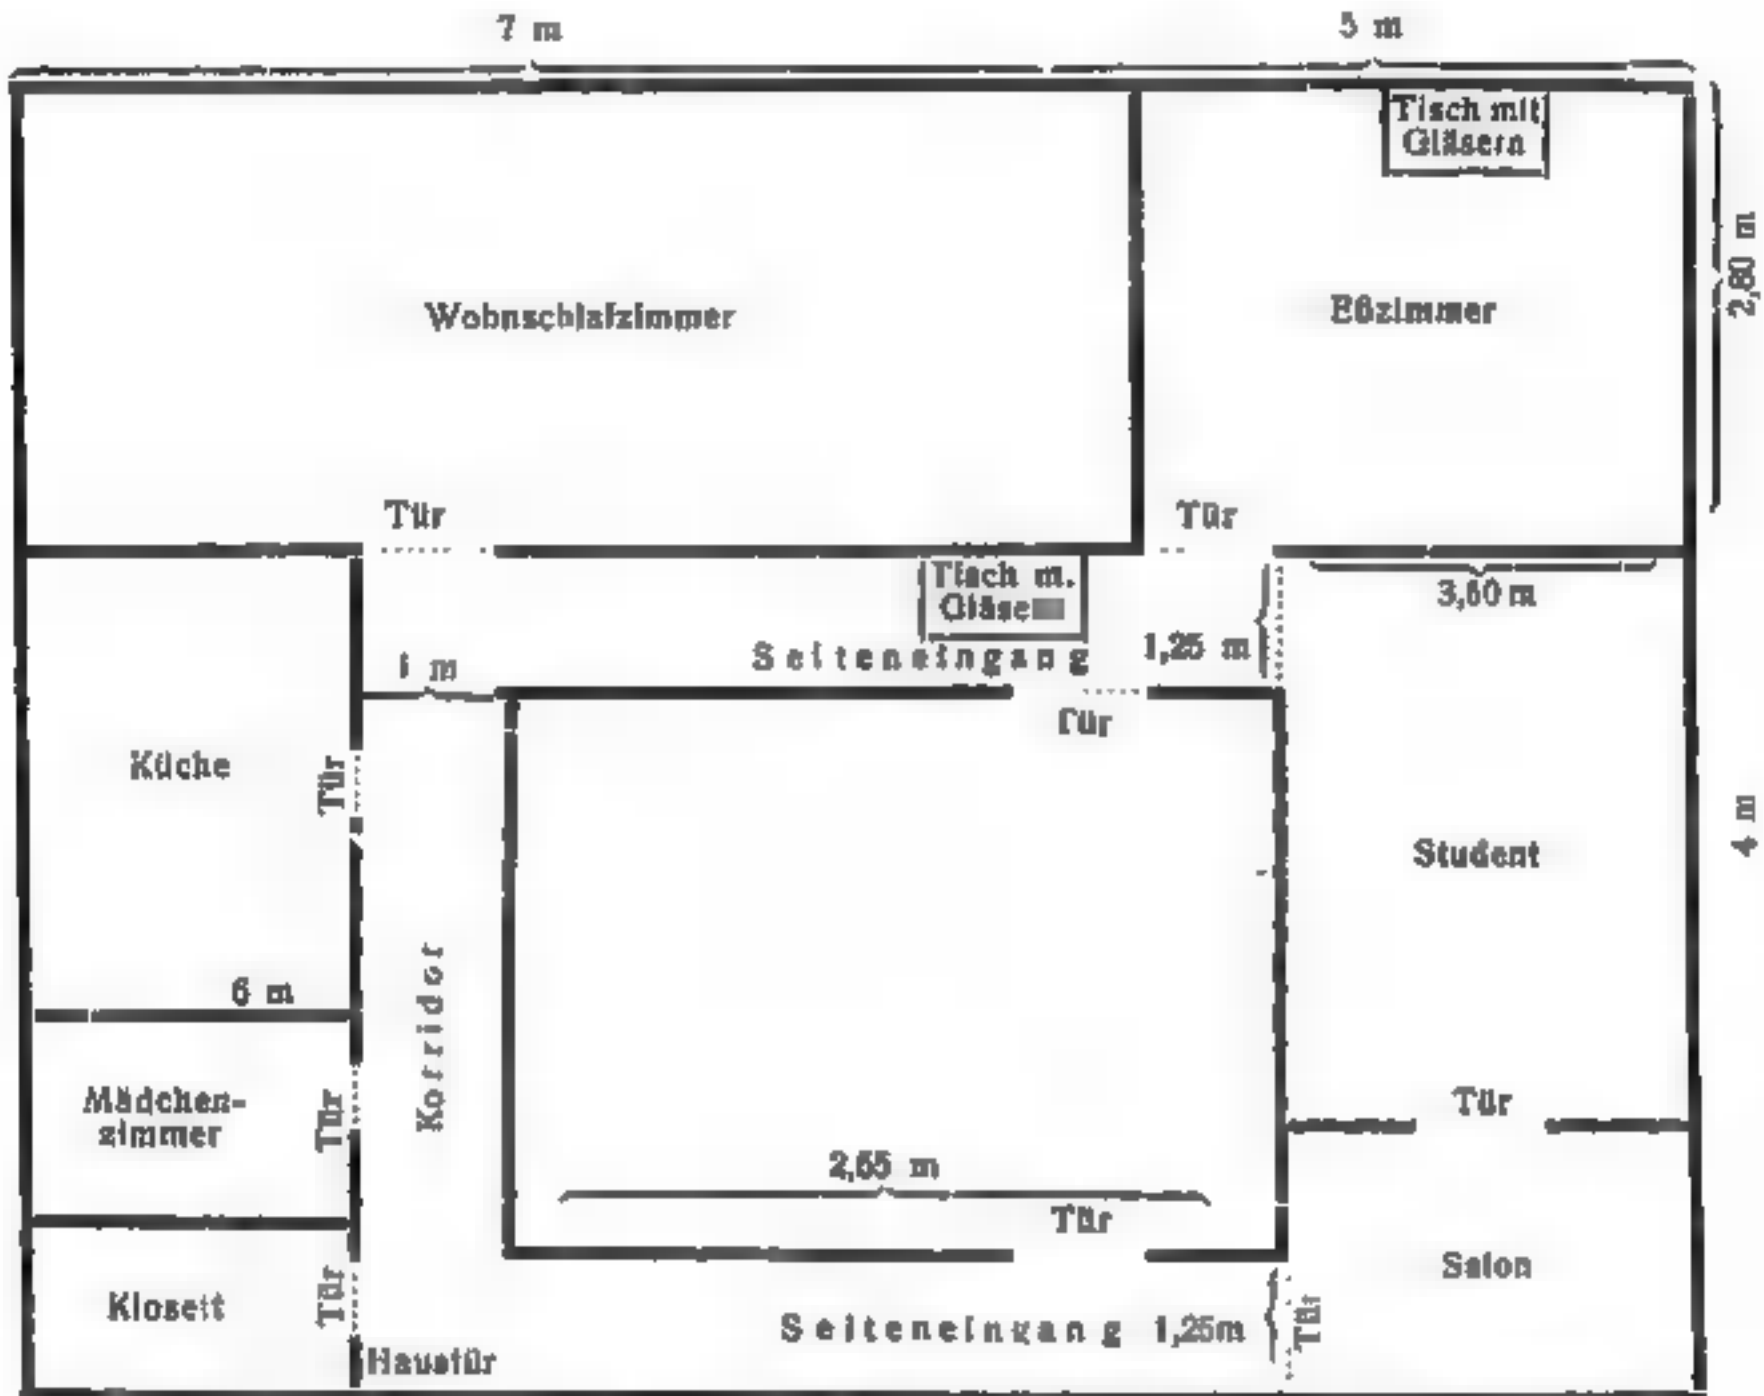 7 m
5 m
Tisch mit
Gläsern
2,80 m
Wohnschlafzimmer
Eßzimmer
Tür
Tür
Tisch m.
Gläse
3,60 m
Seiteneingang
1,25 m
1 m
Tür
Küche
Tür
4 m
Student
6 m
Korridor
Mädchen-
zimmer
Tür
Tür
2,65 m
Tür
Salon
Klosett
Tür
Seiteneingang 1,25m
Tür
Haustür